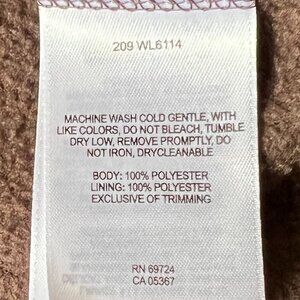 209 WL6114
MACHINE WASH COLD GENTLE, WITH
LIKE COLORS, DO NOT BLEACH, TUMBLE
DRY LOW, REMOVE PROMPTLY, DO
NOT IRON, DRYCLEANABLE
BODY: 100% POLYESTER
LINING: 100% POLYESTER
EXCLUSIVE OF TRIMMING
RN 69724
CA 05367